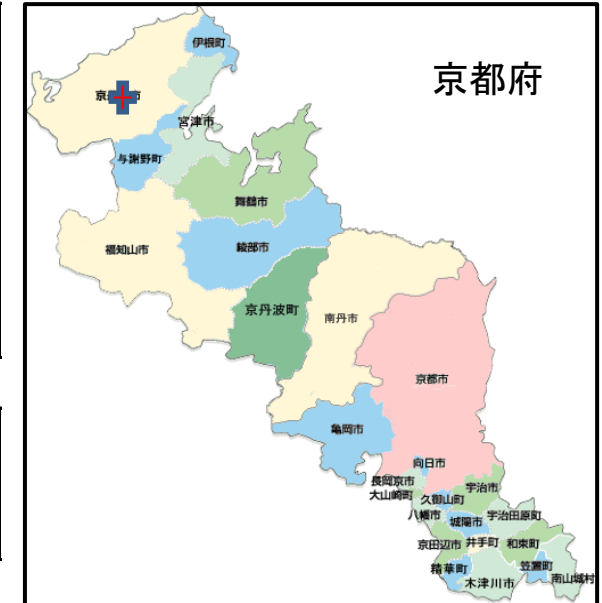 京都府
伊根町
宮津市
与謝野町
舞鶴市
福知山市
綾部市
京丹波町
南丹市
京都市
亀岡市
向日市
長岡京市
大山崎町
宇治市
久御山町
八幡市
城陽市
宇治田原町
京田辺市
井手町
和束町
精華町
木津川市
笠置町
南山城村